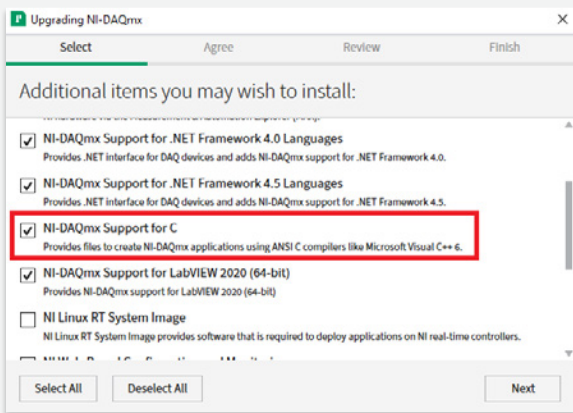 Upgrading NI-DAQmx
Select Agree Review Finish
Additional items you may wish to install:
NI-DAQmx Support for .NET Framework 4.0 Languages
Provides .NET interface for DAQ devices and adds NI-DAQmx support for .NET Framework 4.0.
NI-DAQmx Support for .NET Framework 4.5 Languages
Provides .NET interface for DAQ devices and adds NI-DAQmx support for .NET Framework 4.5.
NI-DAQmx Support for C
Provides files to create NI-DAQmx applications using ANSI C compilers like Microsoft Visual C++ 6.
NI-DAQmx Support for LabVIEW 2020 (64-bit)
Provides NI-DAQmx support for LabVIEW 2020 (64-bit)
NI Linux RT System Image
NI Linux RT System Image provides software that is required to deploy applications on NI real-time controllers.
Select All Deselect All Next